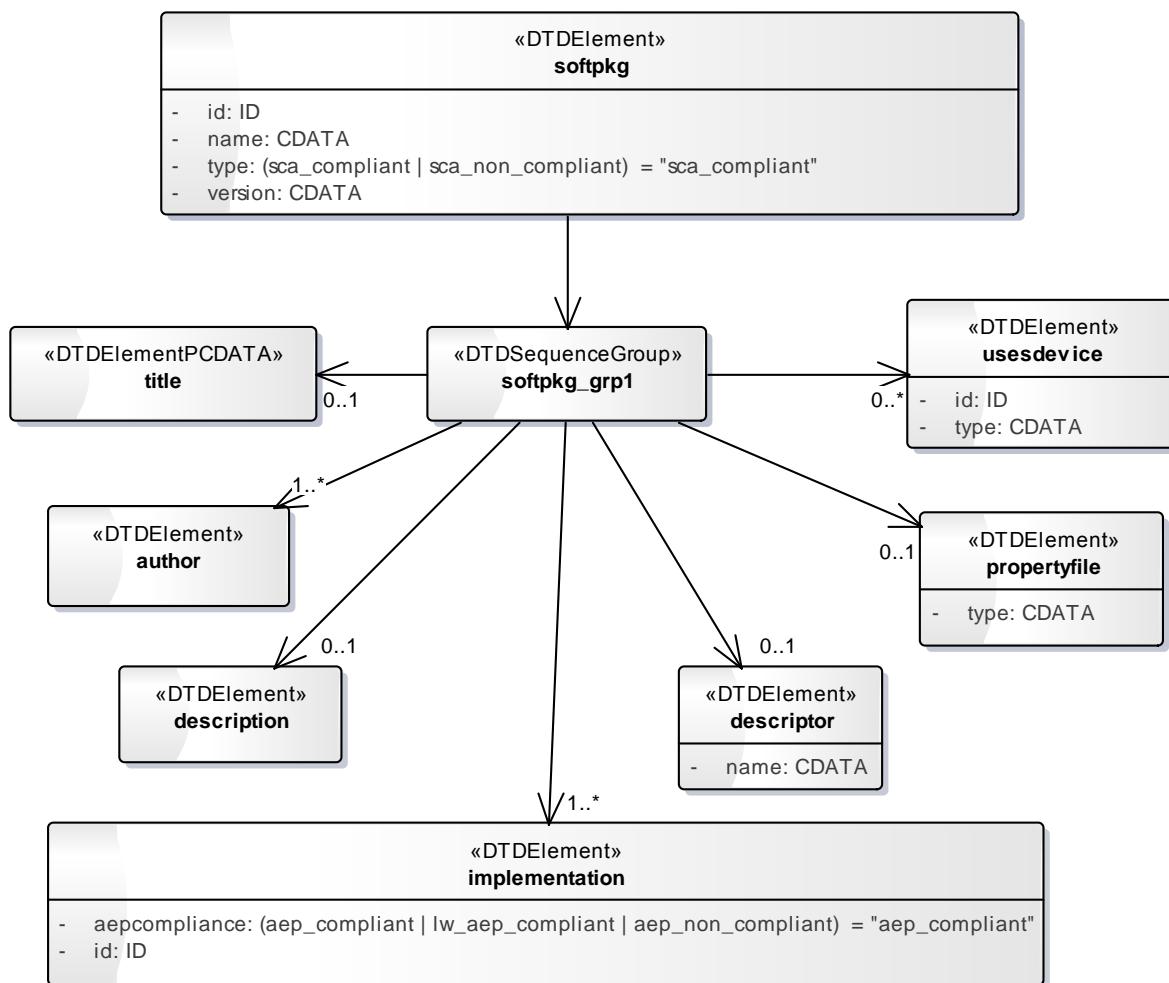 «DTDElement»
softpkg
- id: ID
- name: CDATA
- type: (sca_compliant | sca_non_compliant) = "sca_compliant"
- version: CDATA
«DTDElementPCDATA»
title
0..1
«DTDSequenceGroup»
softpkg_grp1
0..*
«DTDElement»
usesdevice
- id: ID
- type: CDATA
1..*
«DTDElement»
author
0..1
«DTDElement»
propertyfile
- type: CDATA
0..1
«DTDElement»
description
0..1
«DTDElement»
descriptor
- name: CDATA
1..*
«DTDElement»
implementation
- aepcompliance: (aep_compliant | lw_aep_compliant | aep_non_compliant) = "aep_compliant"
- id: ID